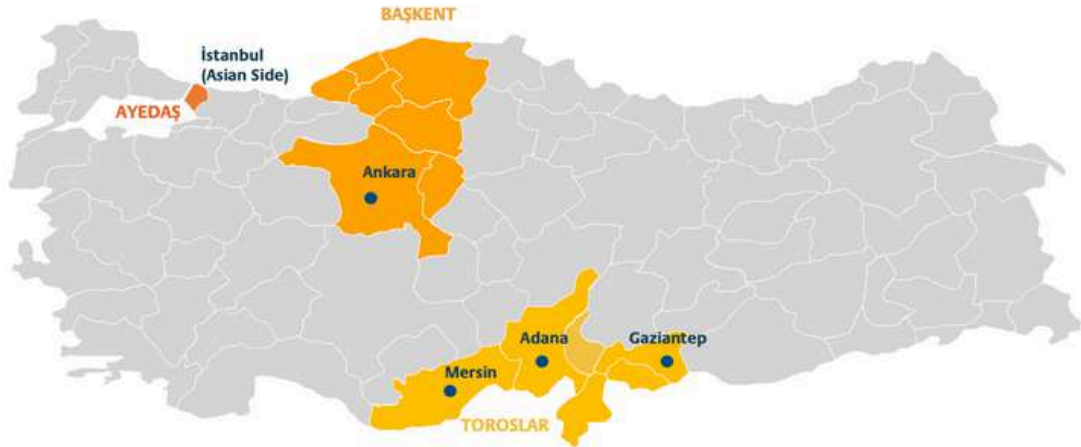 BAŞKENT
İstanbul
(Asian Side)
AYEDAŞ
Ankara
Adana
Gaziantep
Mersin
TOROSLAR